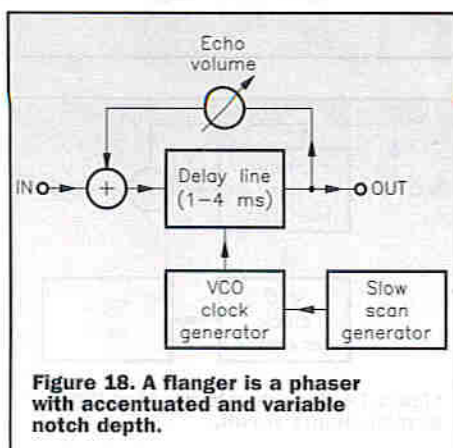 Echo
volume
IN
+
Delay line
(1–4 ms)
OUT
VCO
clock
generator
Slow
scan
generator
Figure 18. A flanger is a phaser
with accentuated and variable
notch depth.